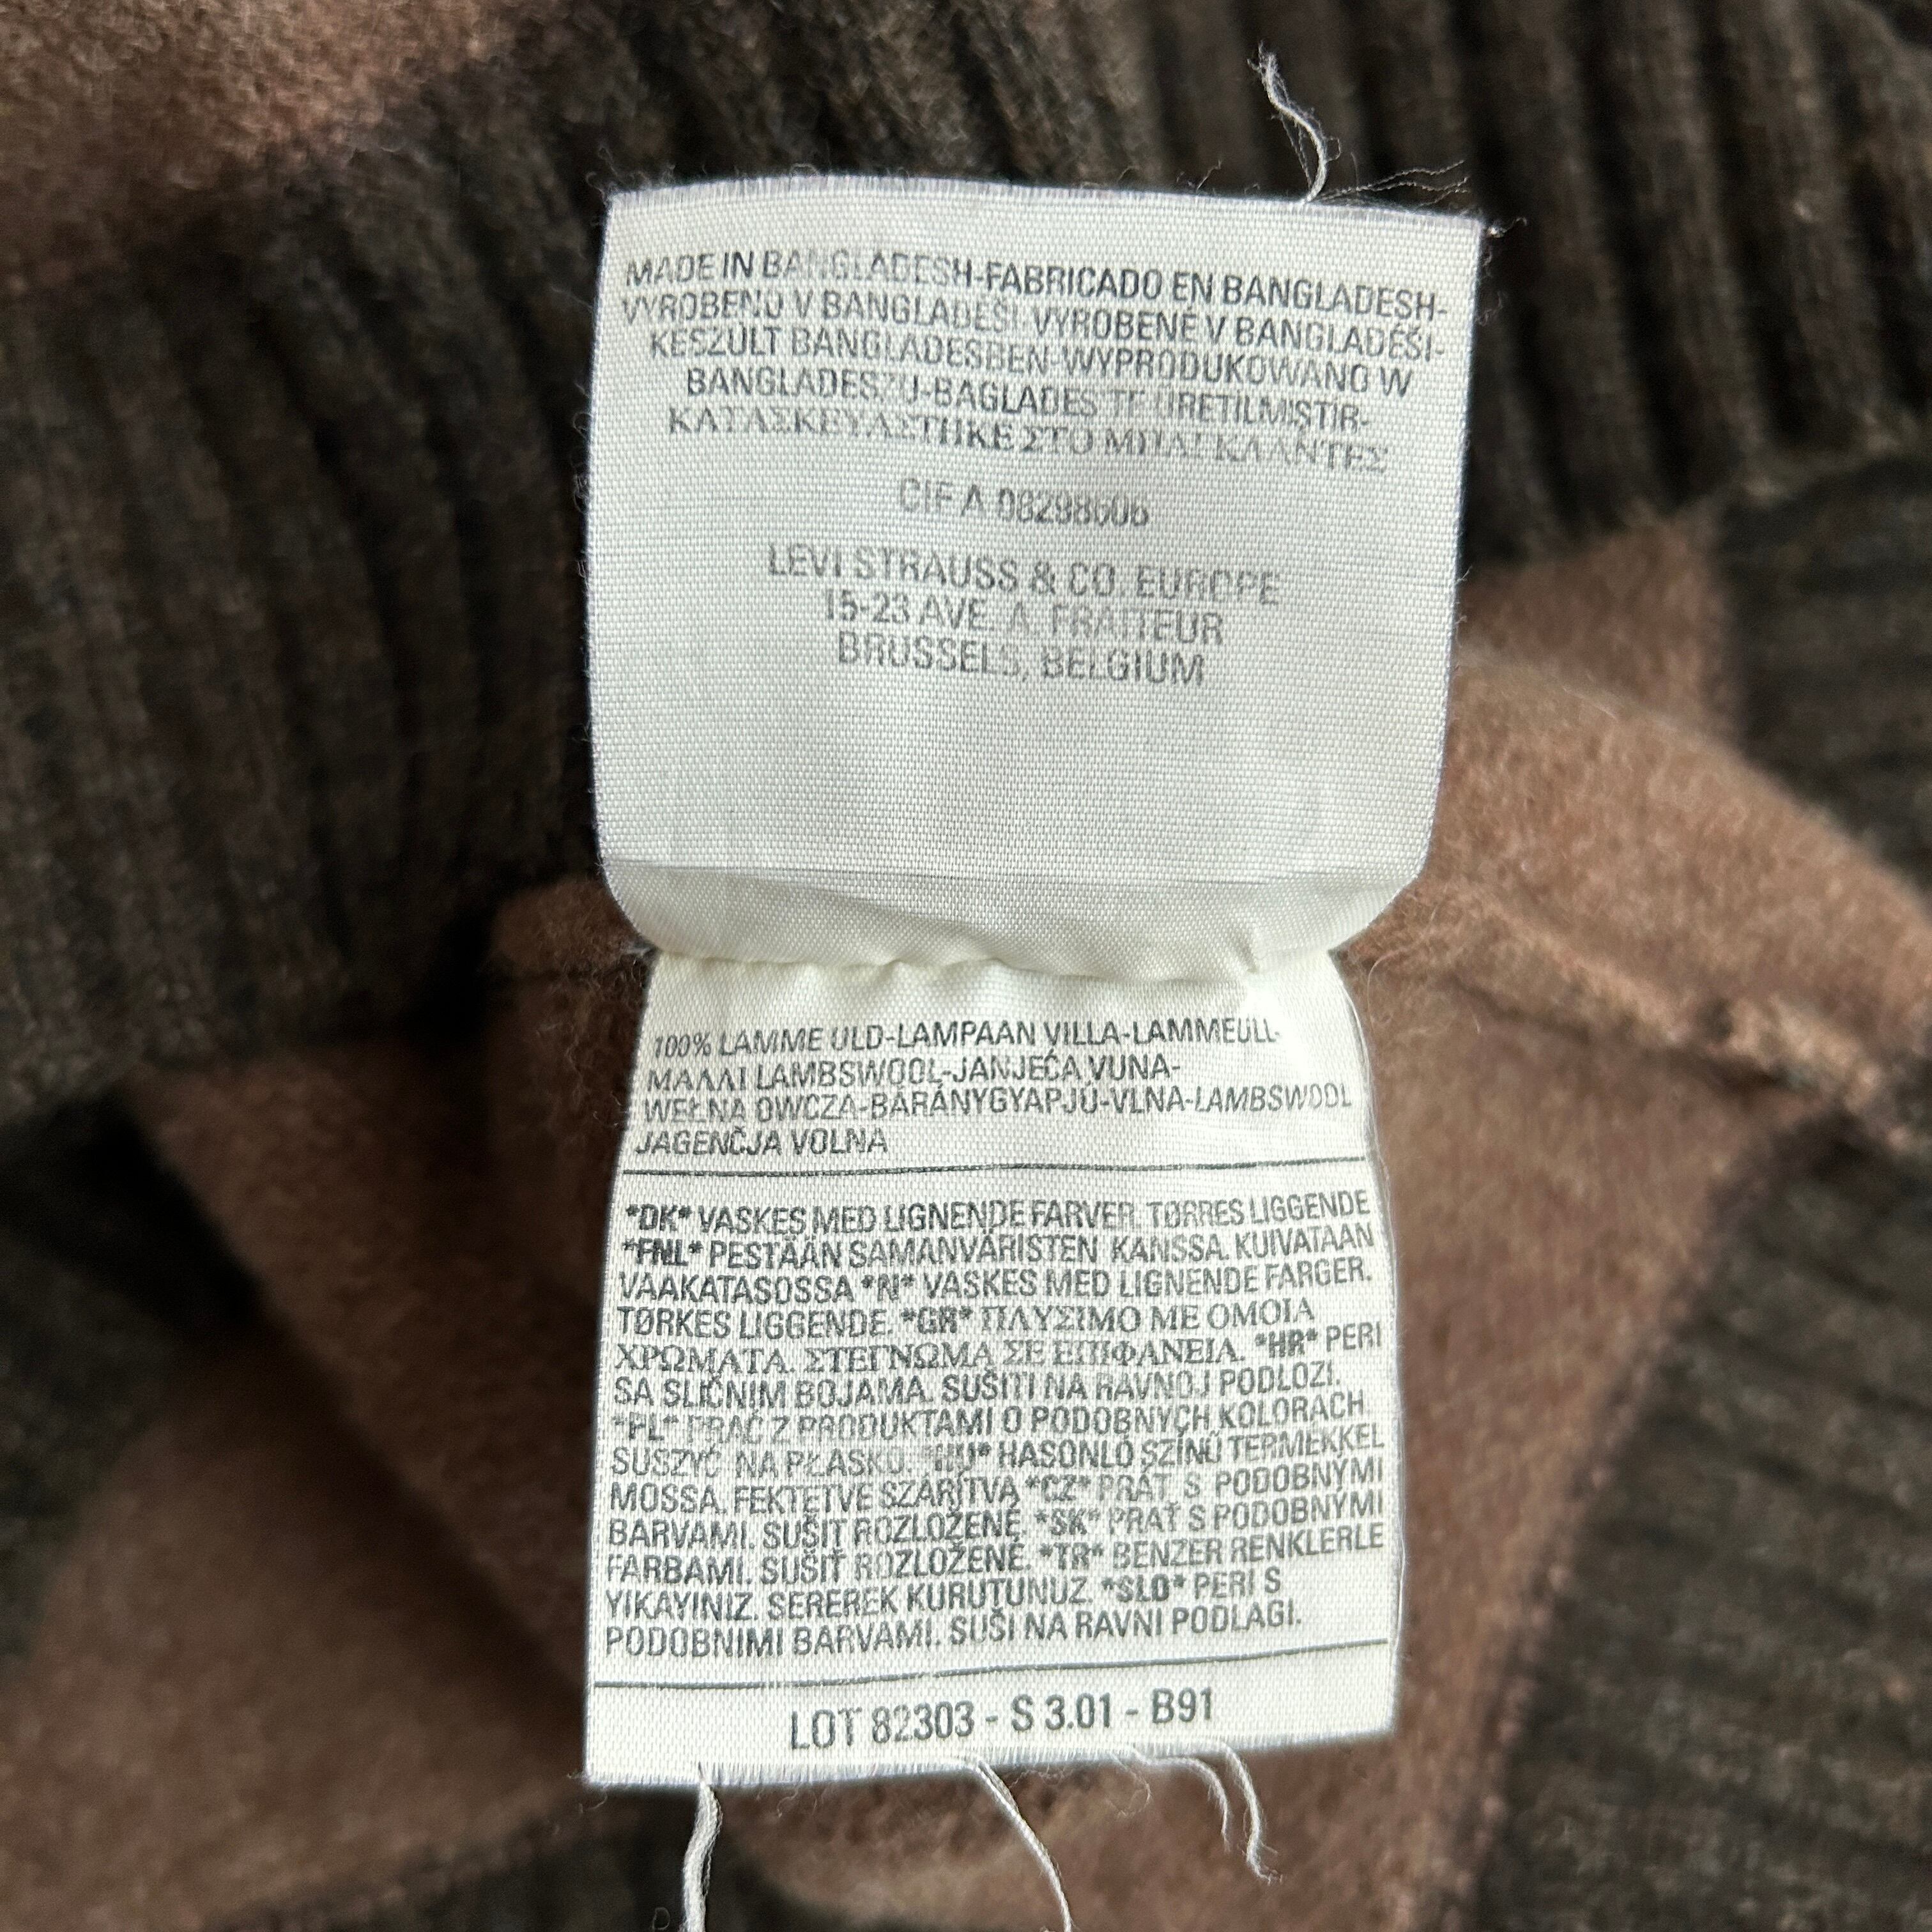 MADE IN BANGLADESH-FABRICADO EN BANGLADESH-
VYROBENO V BANGLADÉŠI-VYROBENÉ V BANGLADÉŠI-
KÉSZÜLT BANGLADESBEN-WYPRODUKOWANO W
BANGLADESZU-BAGLADES TE ÜRETILMIŞTIR-
ΚΑΤΑΣΚΕΥΑΣΤΗΚΕ ΣΤΟ ΜΠΑΓΚΛΑΝΤΕΣ
CIF A 08298606
LEVI STRAUSS & CO. EUROPE
15-23 AVE. A. FRAITEUR
BRUSSELS, BELGIUM
100% LAMME ULD-LAMPAAN VILLA-LAMMEULL-
ΜΑΛΛΙ LAMBSWOOL-JANJEĆA VUNA-
WEŁNA OWCZA-BÁRÁNYGYAPJÚ-VLNA-LAMBSWOOL
JAGENČJA VOLNA
*DK* VASKES MED LIGNENDE FARVER. TØRRES LIGGENDE
*FNL* PESTÄÄN SAMANVÄRISTEN KANSSA. KUIVATAAN
VAAKATASOSSA *N* VASKES MED LIGNENDE FARGER.
TØRKES LIGGENDE. *GR* ΠΛΥΣΙΜΟ ΜΕ ΟΜΟΙΑ
ΧΡΩΜΑΤΑ. ΣΤΕΓΝΩΜΑ ΣΕ ΕΠΙΦΑΝΕΙΑ. *HR* PERI
SA SLIČNIM BOJAMA. SUŠITI NA RAVNOJ PODLOZI.
*PL* PRAĆ Z PRODUKTAMI O PODOBNYCH KOLORACH.
SUSZYĆ NA PŁASKO. *HU* HASONLÓ SZÍNŰ TERMÉKKEL
MOSSA. FEKTETVE SZÁRÍTVA *CZ* PRÁT S PODOBNÝMI
BARVAMI. SUŠIT ROZLOŽENÉ. *SK* PRAŤ S PODOBNÝMI
FARBAMI. SUŠIŤ ROZLOŽENÉ. *TR* BENZER RENKLERLE
YIKAYINIZ. SEREREK KURUTUNUZ. *SLO* PERI S
PODOBNIMI BARVAMI. SUŠI NA RAVNI PODLAGI.
LOT 82303 - S 3.01 - B91